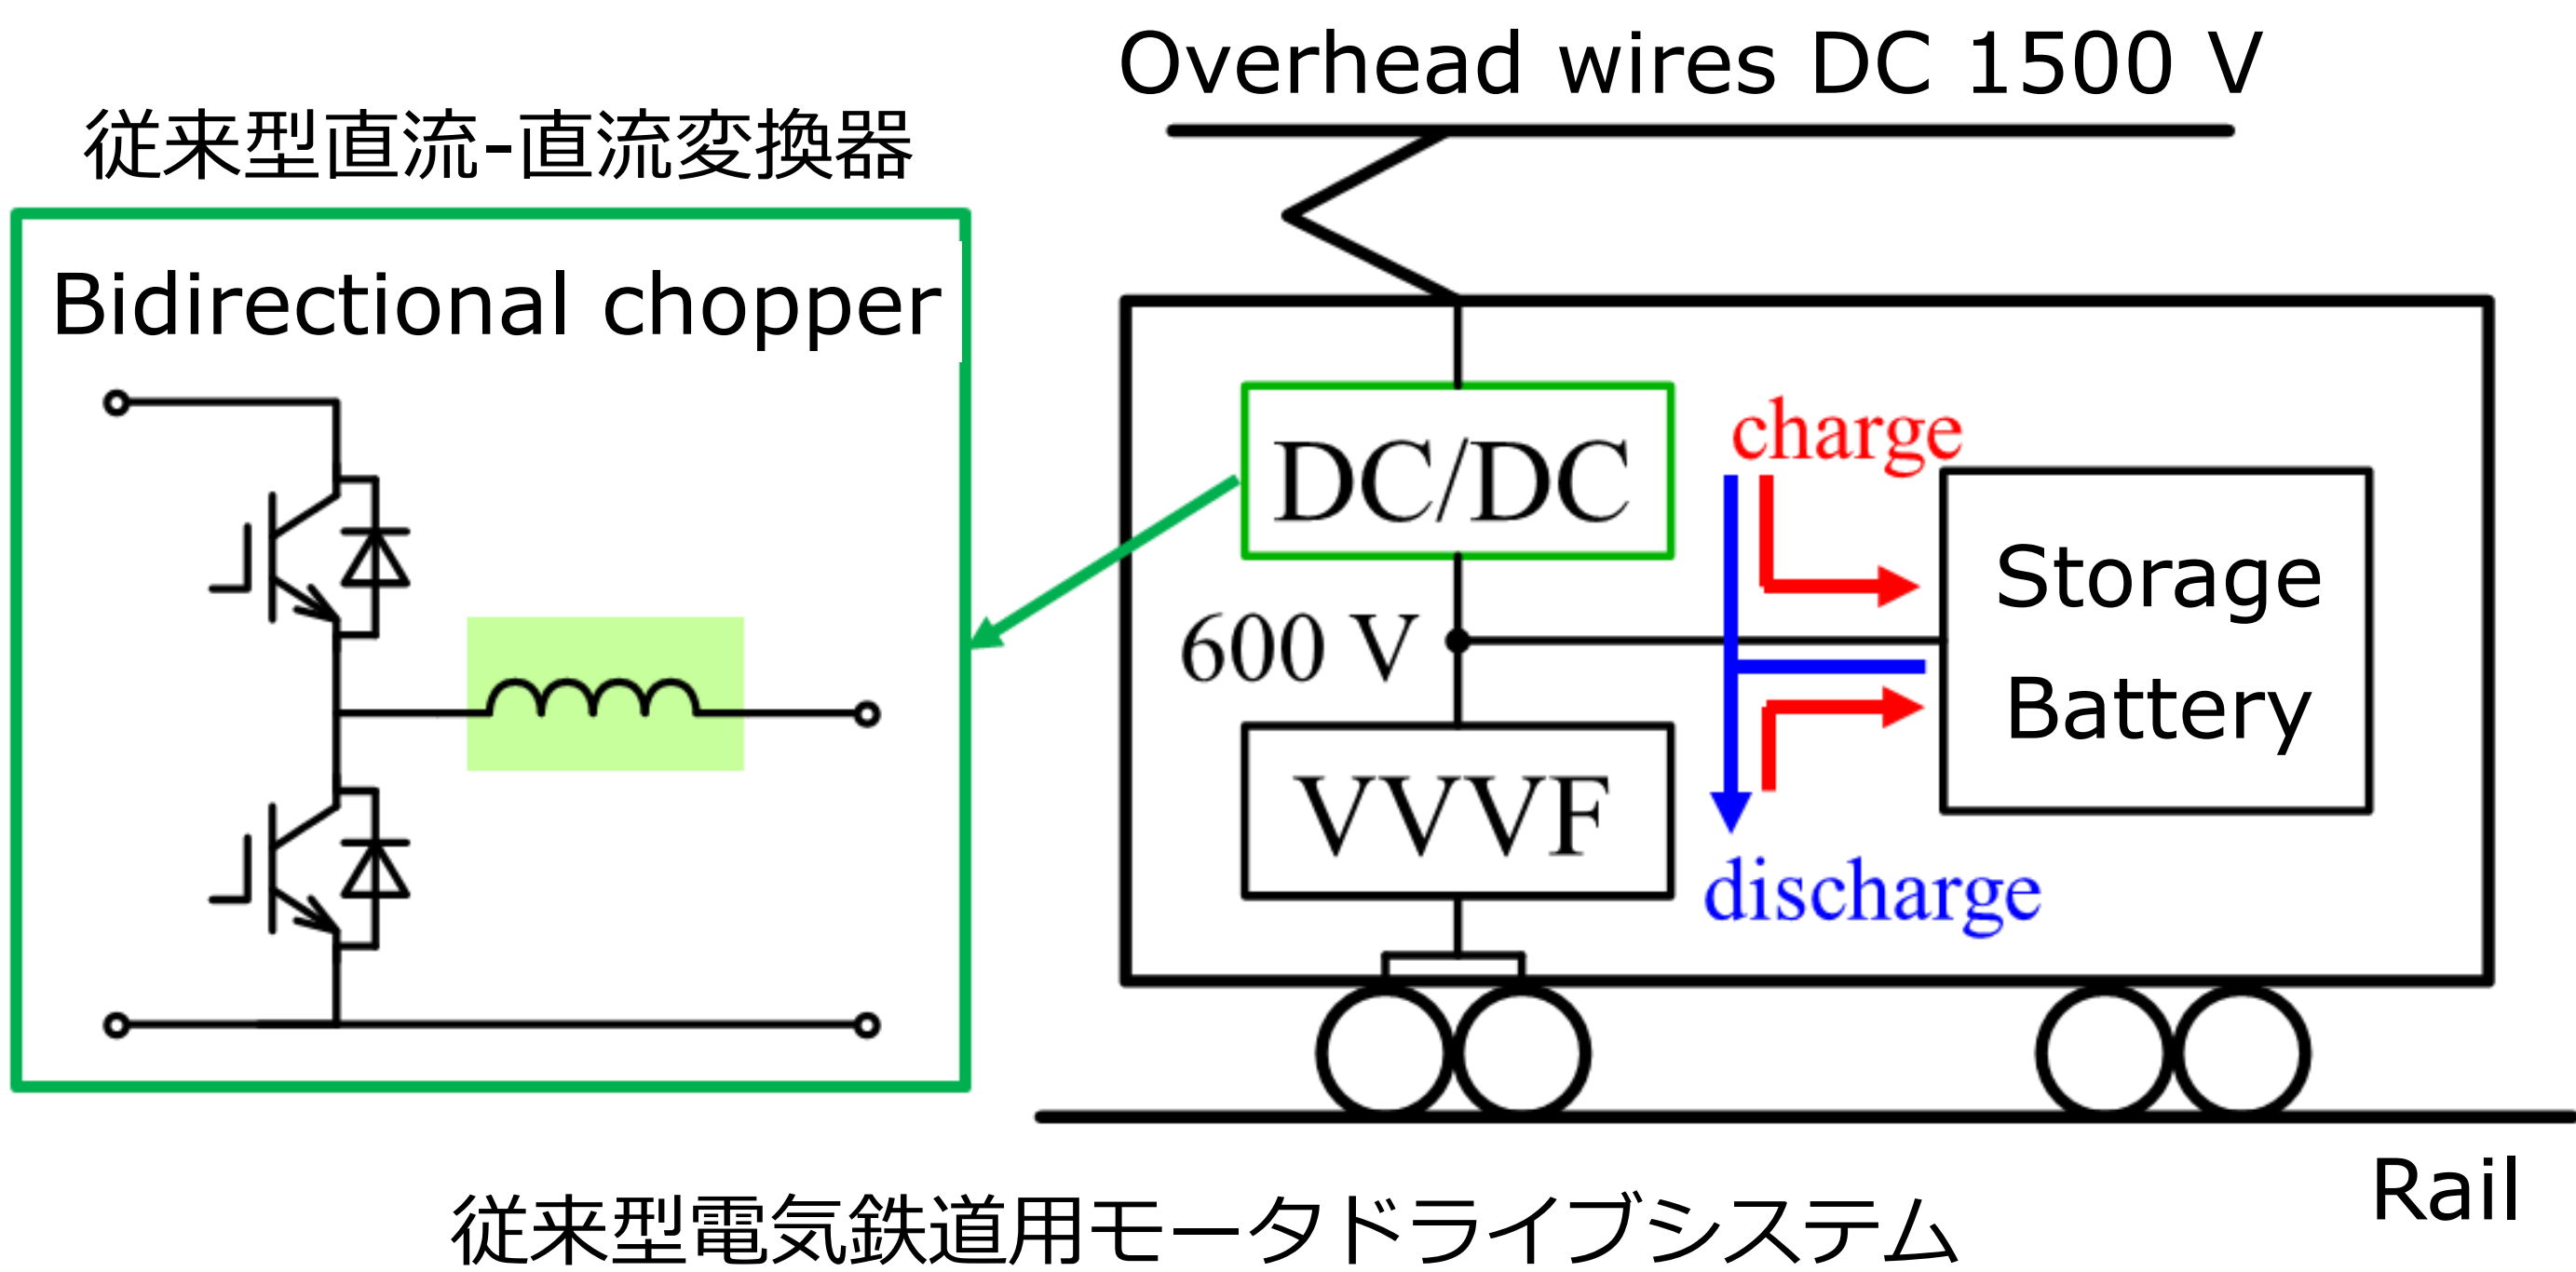 Overhead wires DC 1500 V
従来型直流-直流変換器
Bidirectional chopper
DC/DC
charge
600 V
Storage
Battery
VVVF
discharge
Rail
従来型電気鉄道用モータドライブシステム